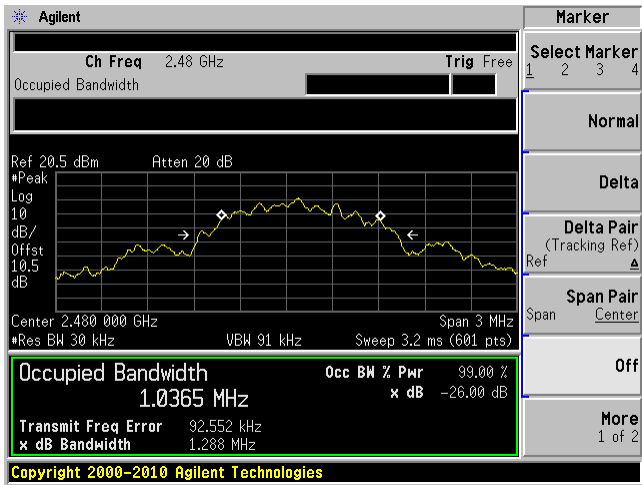 Agilent
Marker
Ch Freq 2.48 GHz Trig Free
Occupied Bandwidth
Select Marker
1 2 3 4
Normal
Delta
Delta Pair
(Tracking Ref)
Ref Δ
Span Pair
Span Center
Off
More
1 of 2
Ref 20.5 dBm Atten 20 dB
#Peak
Log
10
dB/
Offst
10.5
dB
Center 2.480 000 GHz Span 3 MHz
#Res BW 30 kHz VBW 91 kHz Sweep 3.2 ms (601 pts)
Occupied Bandwidth Occ BW % Pwr 99.00 %
1.0365 MHz x dB -26.00 dB
Transmit Freq Error 92.552 kHz
x dB Bandwidth 1.288 MHz
Copyright 2000-2010 Agilent Technologies